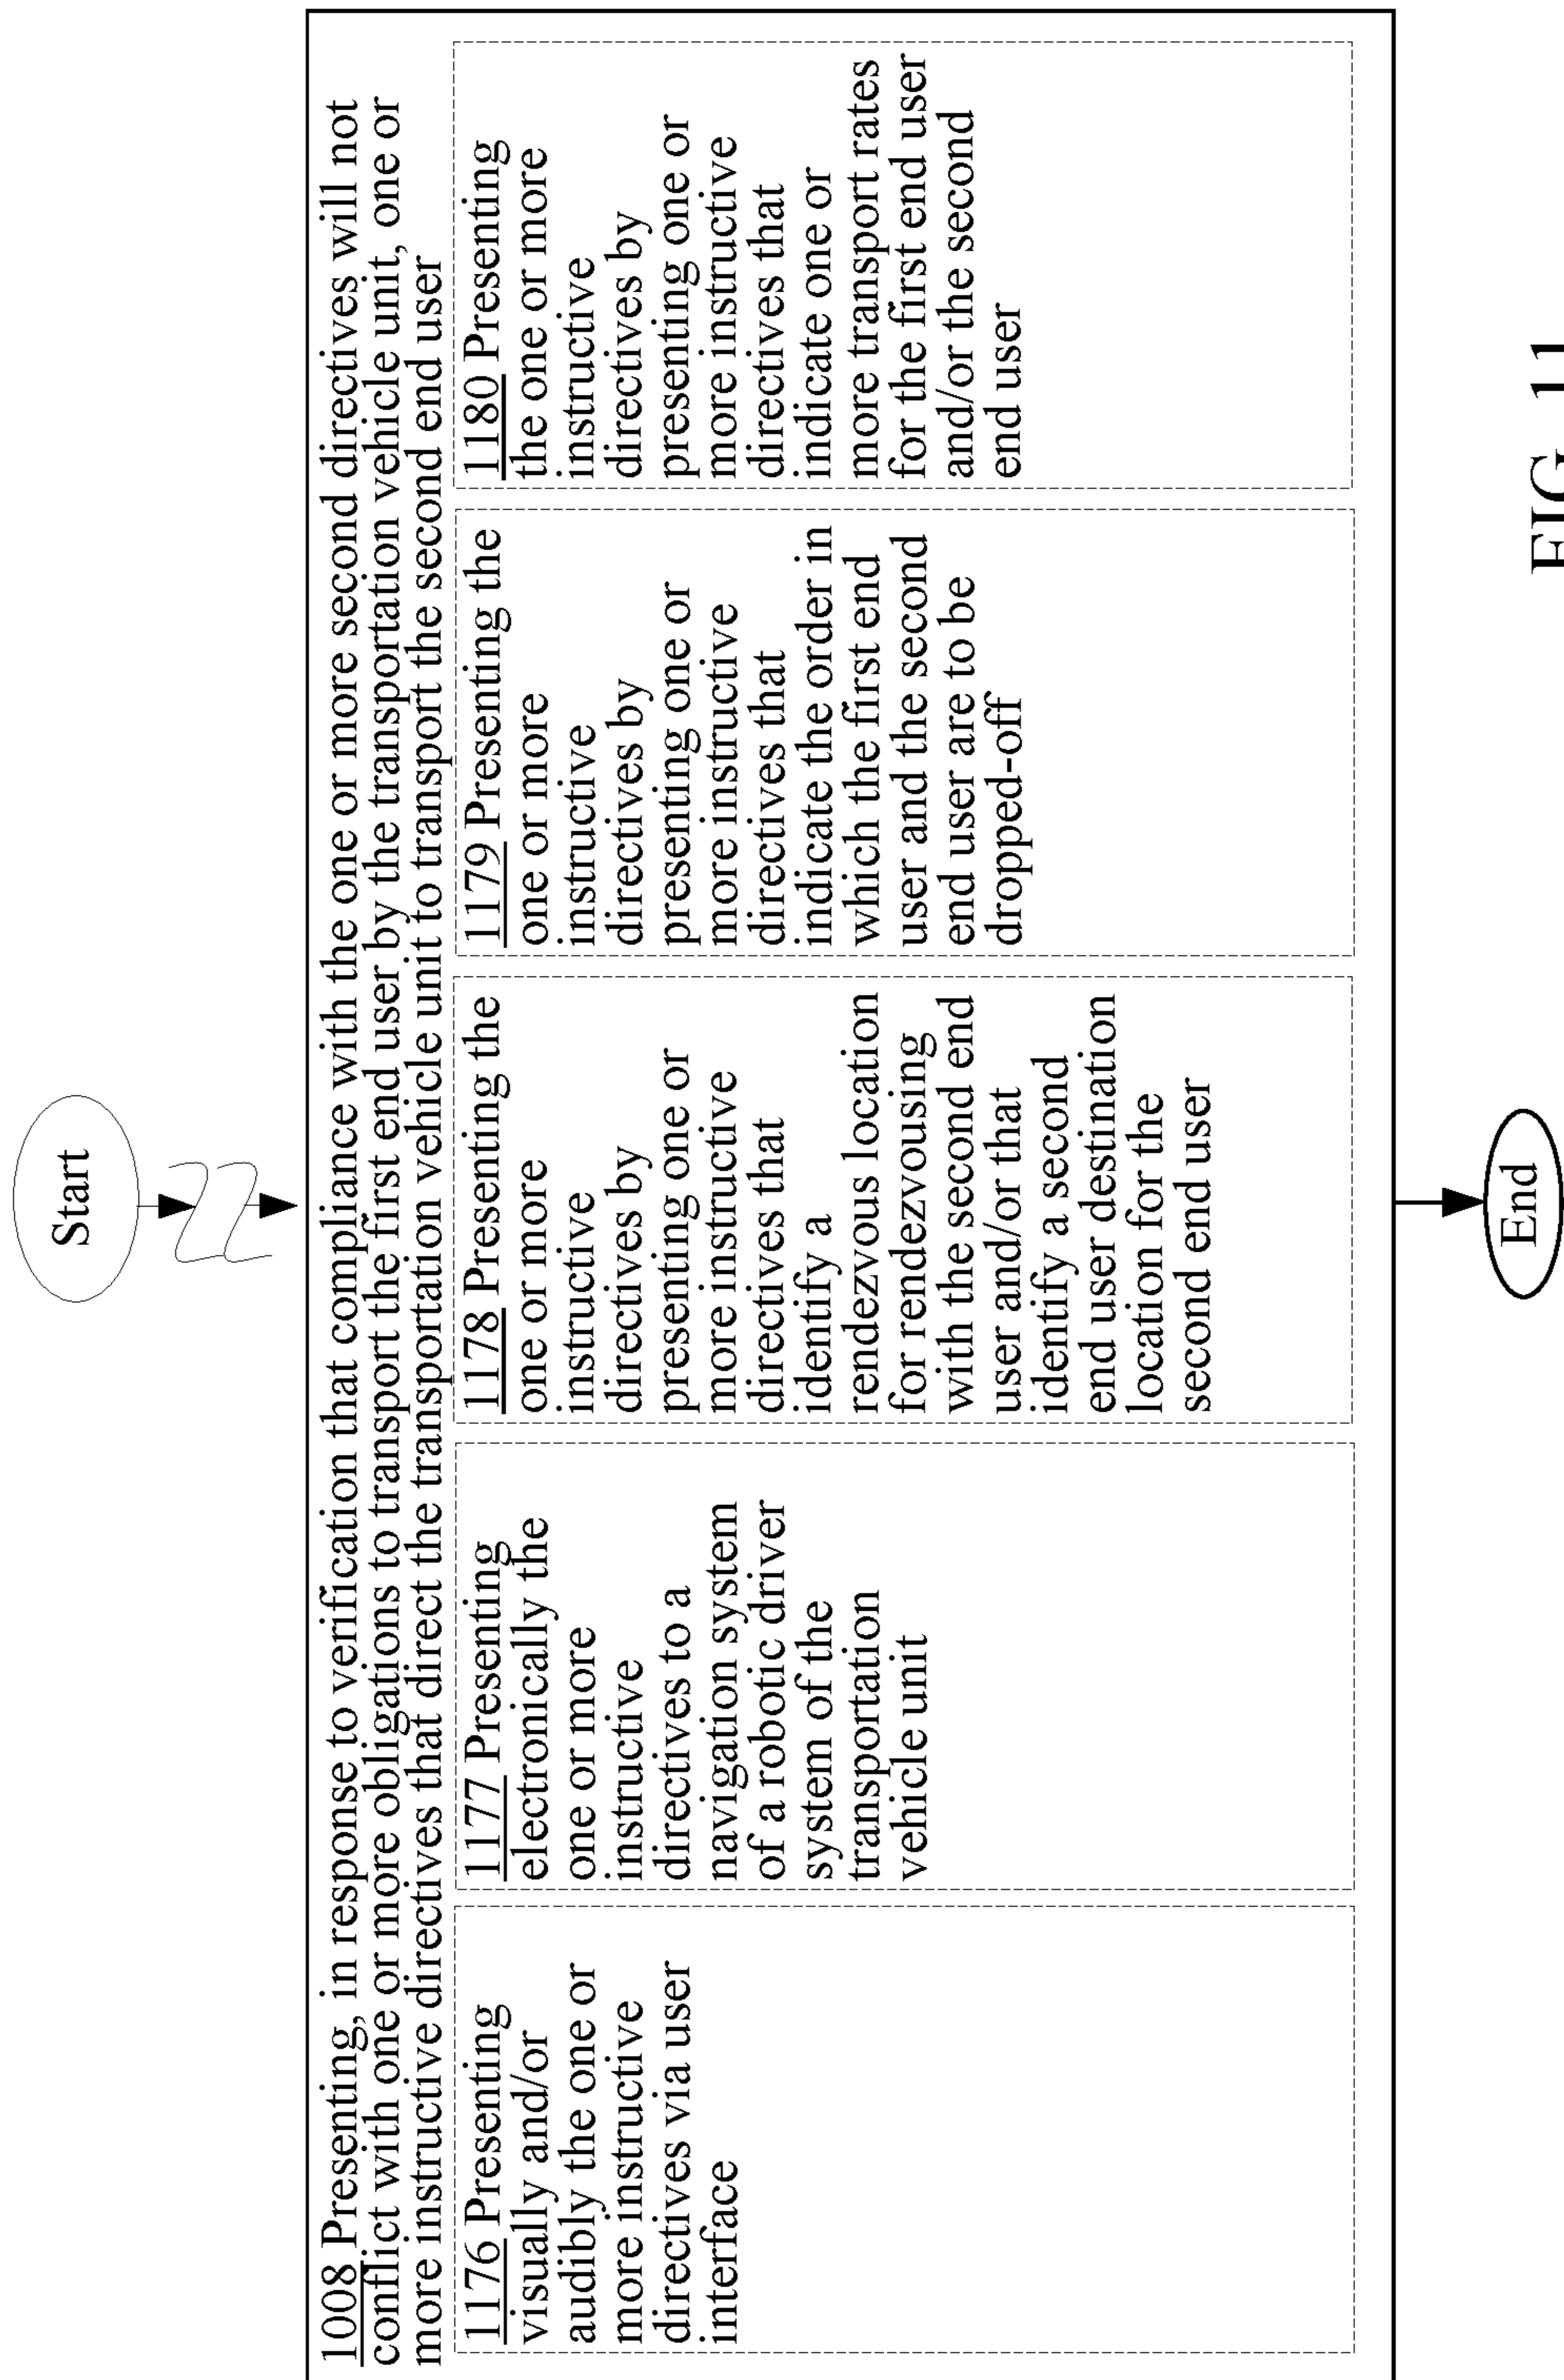 Start
1008 Presenting, in response to verification that compliance with the one or more second directives will not
conflict with one or more obligations to transport the first end user by the transportation vehicle unit, one or
more instructive directives that direct the transportation vehicle unit to transport the second end user
1176 Presenting
visually and/or
audibly the one or
more instructive
directives via user
interface
1177 Presenting
electronically the
one or more
instructive
directives to a
navigation system
of a robotic driver
system of the
transportation
vehicle unit
1178 Presenting the
one or more
instructive
directives by
presenting one or
more instructive
directives that
identify a
rendezvous location
for rendezvousing
with the second end
user and/or that
identify a second
end user destination
location for the
second end user
1179 Presenting the
one or more
instructive
directives by
presenting one or
more instructive
directives that
indicate the order in
which the first end
user and the second
end user are to be
dropped-off
1180 Presenting
the one or more
instructive
directives by
presenting one or
more instructive
directives that
indicate one or
more transport rates
for the first end user
and/or the second
end user
End
FIG. 11